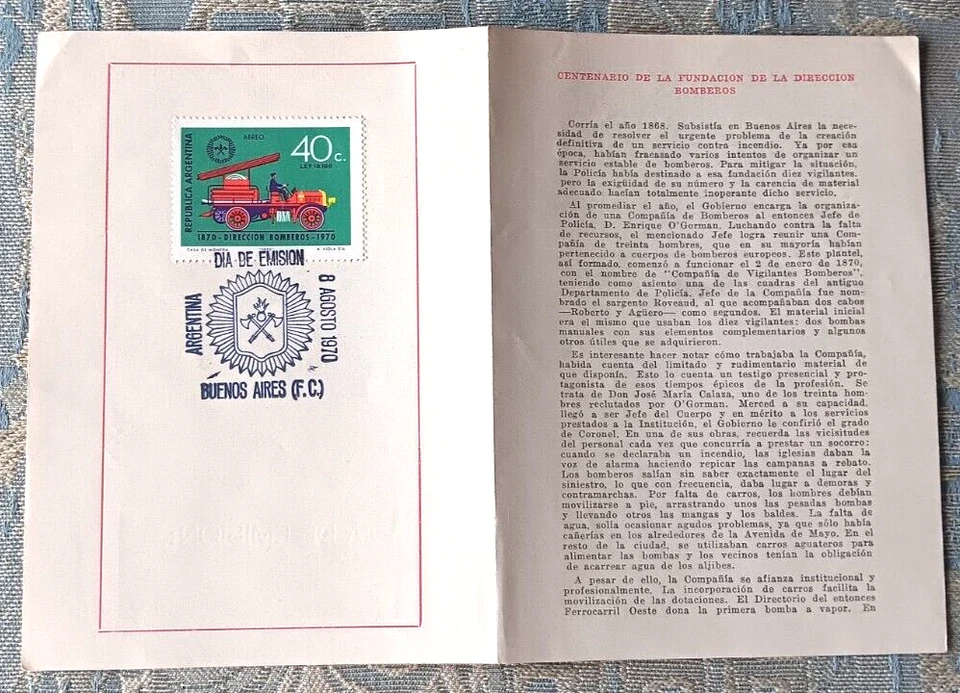 REPUBLICA ARGENTINA
AEREO
40 c.
LEY 18.188
1870 - DIRECCION BOMBEROS - 1970
CASA DE MONEDA
DIA DE EMISION
ARGENTINA
8 AGOSTO 1970
BUENOS AIRES (F.C.)
CENTENARIO DE LA FUNDACIÓN DE LA DIRECCION
BOMBEROS
Corría el año 1868. Subsistía en Buenos Aires la nece-
sidad de resolver el urgente problema de la creación
definitiva de un servicio contra incendio. Ya por esa
época, habían fracasado varios intentos de organizar un
servicio estable de bomberos. Para mitigar la situación,
la Policía había destinado a esa fundación diez vigilantes,
pero la exigüidad de su número y la carencia de material
adecuado hacían totalmente inoperante dicho servicio.
Al promediar el año, el Gobierno encarga la organiza-
ción de una Compañía de Bomberos al entonces Jefe de
Policía, D. Enrique O'Gorman. Luchando contra la falta
de recursos, el mencionado Jefe logra reunir una Com-
pañía de treinta hombres, que en su mayoría habían
pertenecido a cuerpos de bomberos europeos. Este plantel,
así formado, comenzó a funcionar el 2 de enero de 1870,
con el nombre de "Compañía de Vigilantes Bomberos",
teniendo como asiento una de las cuadras del antiguo
Departamento de Policía. Jefe de la Compañía fue nom-
brado el sargento Roveaud, al que acompañaban dos cabos
—Roberto y Agüero— como segundos. El material inicial
era el mismo que usaban los diez vigilantes: dos bombas
manuales con sus elementos complementarios y algunos
otros útiles que se adquirieron.
Es interesante hacer notar cómo trabajaba la Compañía,
habida cuenta del limitado y rudimentario material de
que disponía. Esto lo cuenta un testigo presencial y pro-
tagonista de esos tiempos épicos de la profesión. Se
trata de Don José María Calaza, uno de los treinta hom-
bres reclutados por O'Gorman. Merced a su capacidad,
llegó a ser Jefe del Cuerpo y en mérito a los servicios
prestados a la Institución, el Gobierno le confirió el grado
de Coronel. En una de sus obras, recuerda las vicisitudes
del personal cada vez que concurría a prestar un socorro:
cuando se declaraba un incendio, las iglesias daban la
voz de alarma haciendo repicar las campanas a rebato.
Los bomberos salían sin saber exactamente el lugar del
siniestro, lo que con frecuencia, daba lugar a demoras y
contramarchas. Por falta de carros, los hombres debían
movilizarse a pie, arrastrando unos las pesadas bombas
y llevando otros las mangas y los baldes. La falta de
agua, solía ocasionar agudos problemas, ya que sólo había
cañerías en los alrededores de la Avenida de Mayo. En el
resto de la ciudad, se utilizaban carros aguateros para
alimentar las bombas y los vecinos tenían la obligación
de acarrear agua de los aljibes.
A pesar de ello, la Compañía se afianza institucional y
profesionalmente. La incorporación de carros facilita la
movilización de las dotaciones. El Directorio del entonces
Ferrocarril Oeste dona la primera bomba a vapor. En